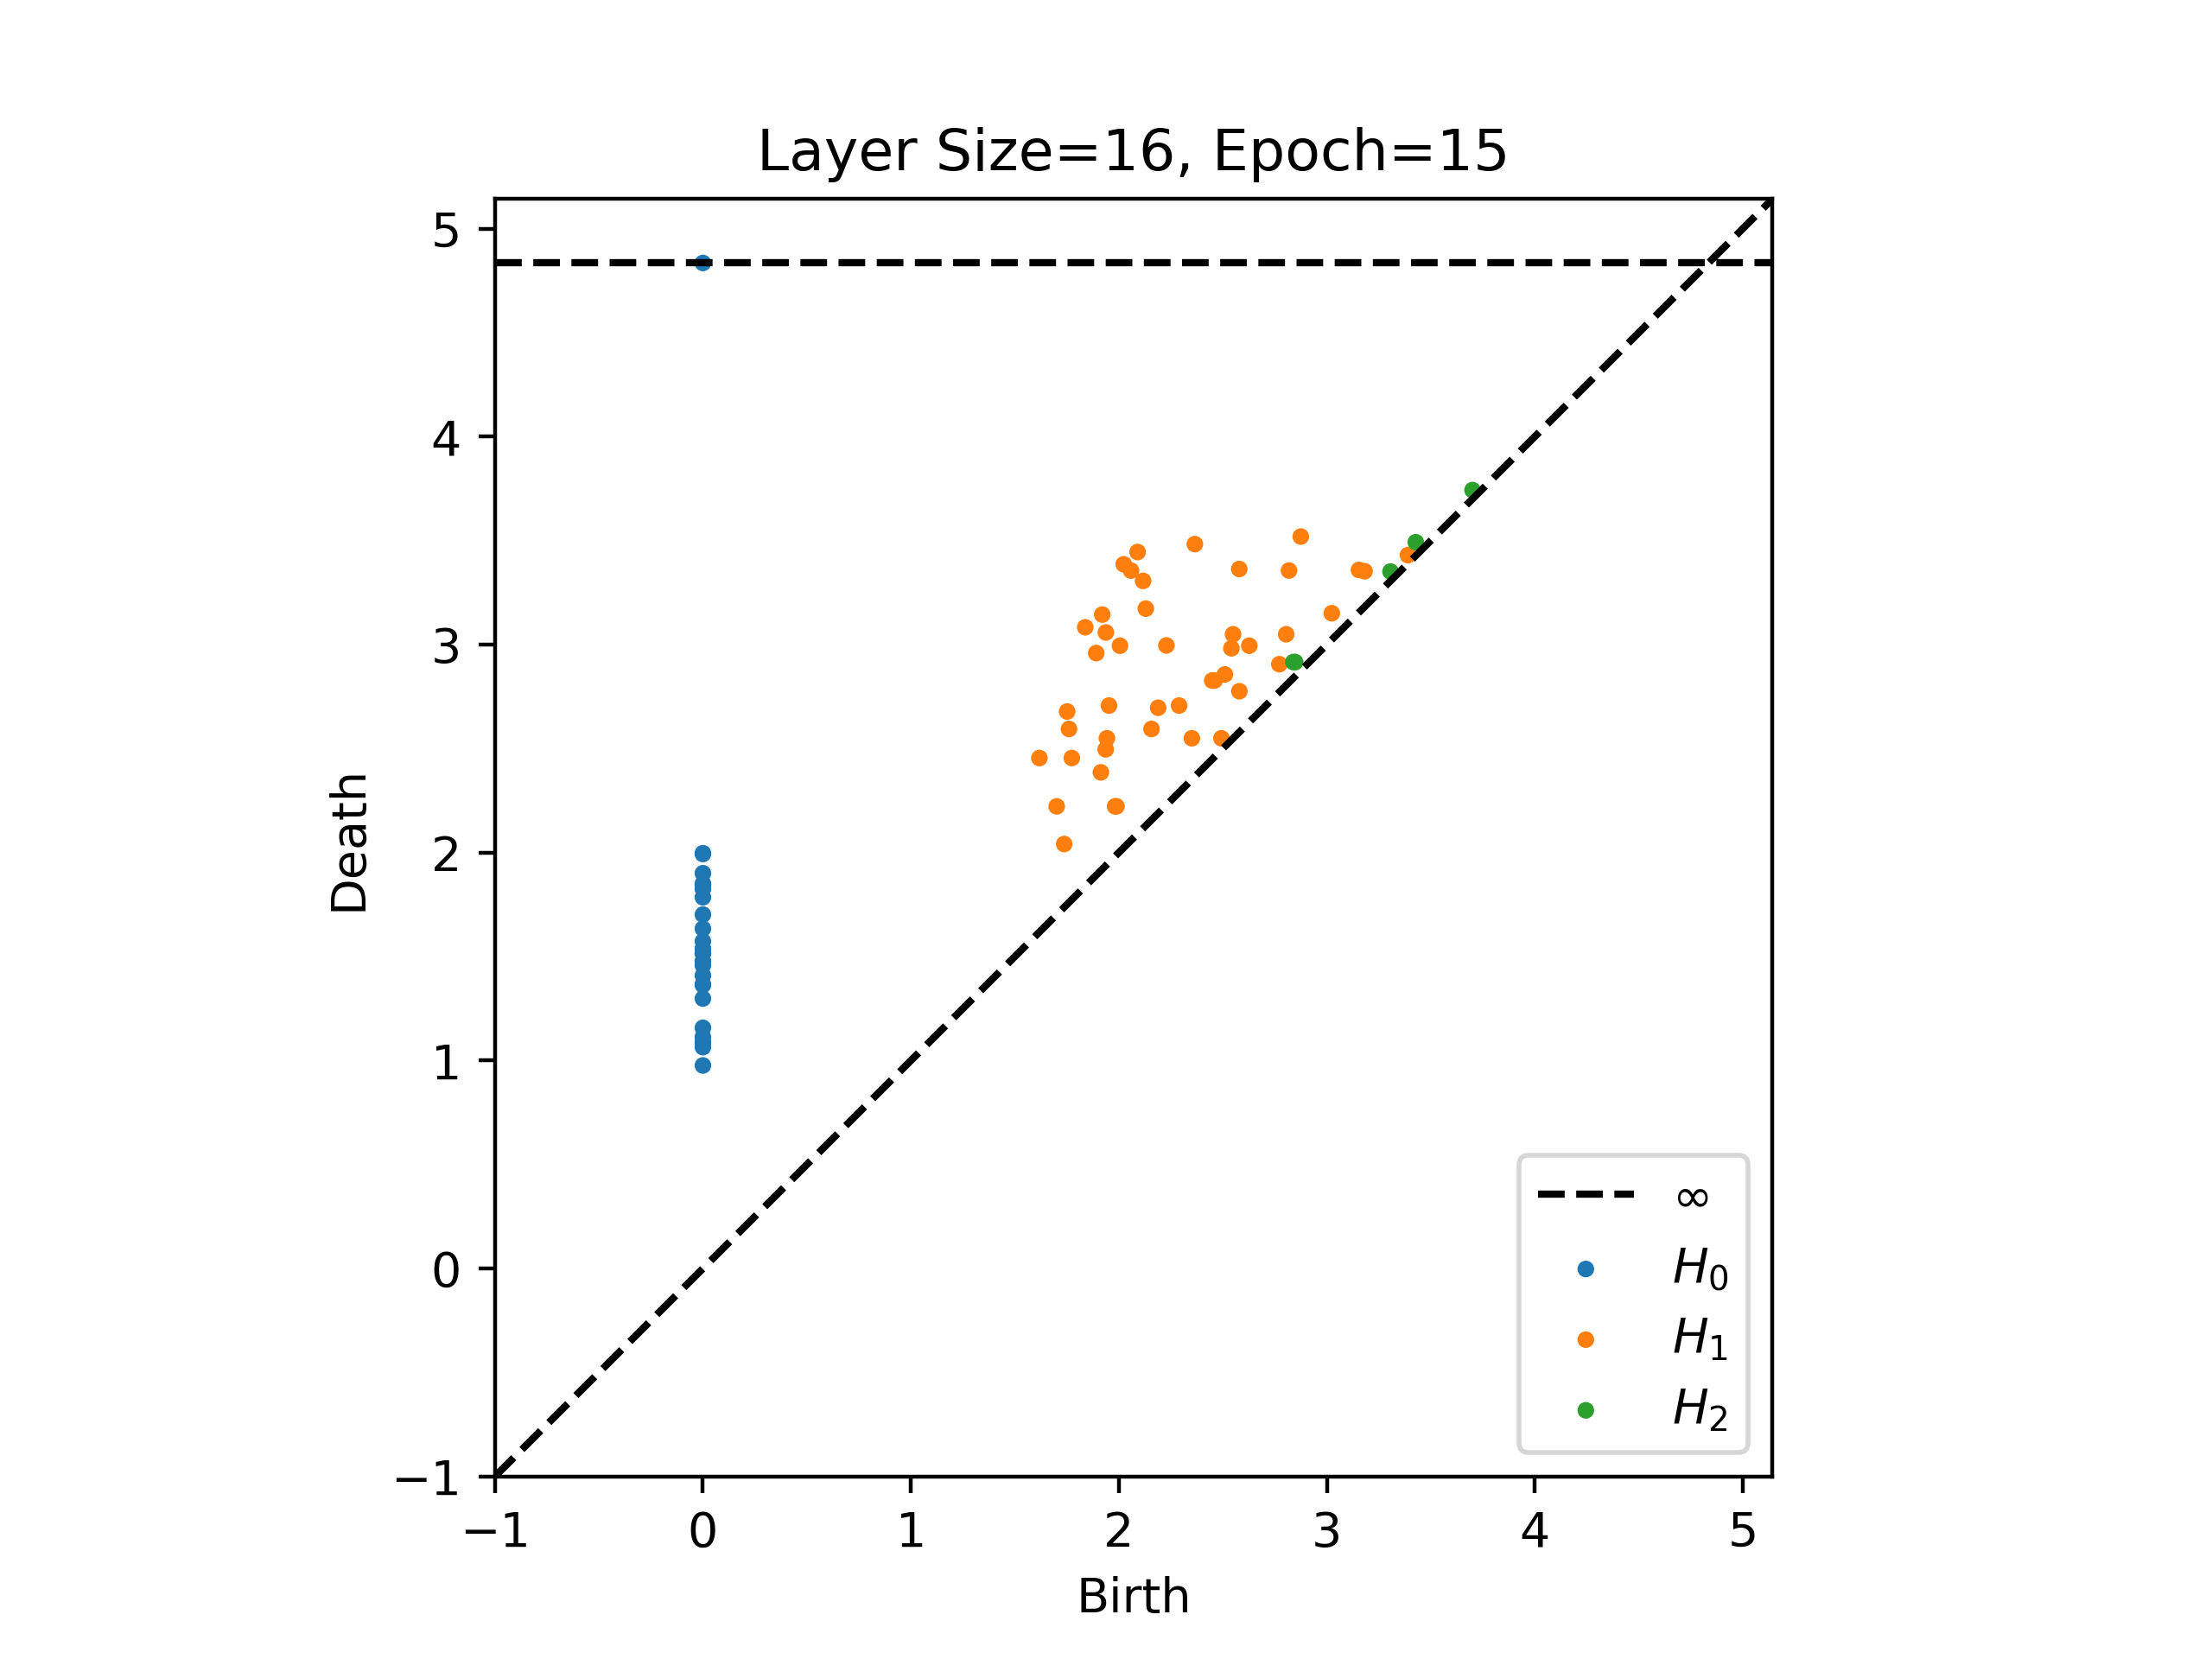 Layer Size=16, Epoch=15
5
4
3
2
1
0
−1
Death
−1 0 1 2 3 4 5
Birth
∞
H₀
H₁
H₂